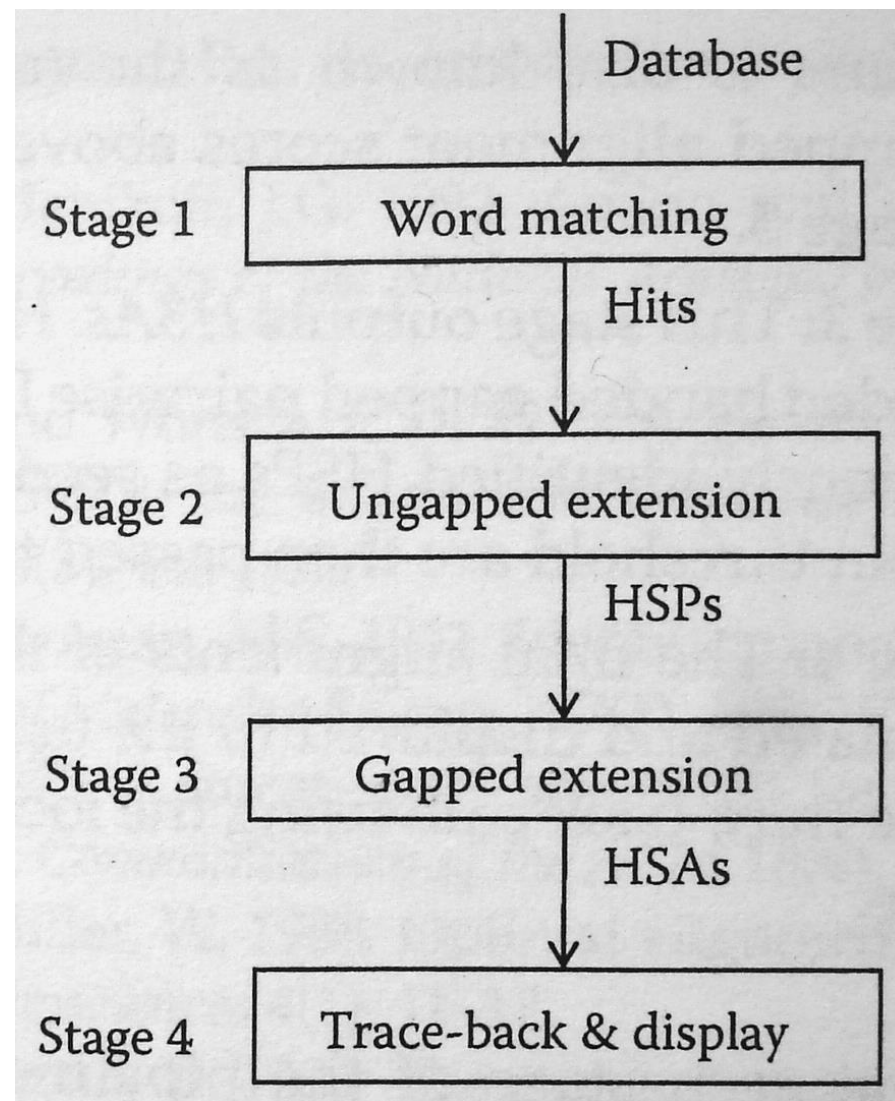 Database
Stage 1 Word matching
Hits
Stage 2 Ungapped extension
HSPs
Stage 3 Gapped extension
HSAs
Stage 4 Trace-back & display